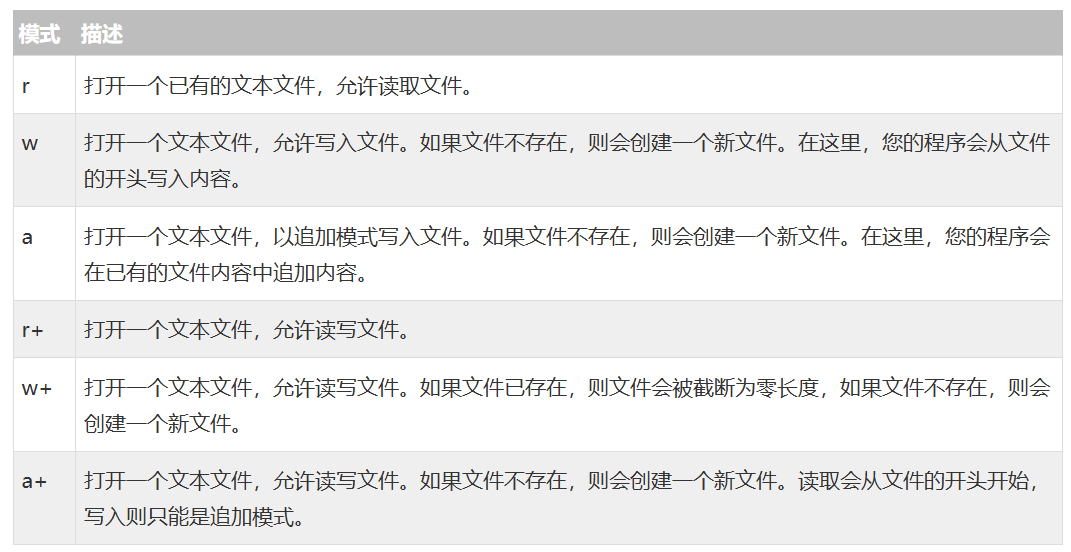 模式 描述
r 打开一个已有的文本文件，允许读取文件。
w 打开一个文本文件，允许写入文件。如果文件不存在，则会创建一个新文件。在这里，您的程序会从文件
的开头写入内容。
a 打开一个文本文件，以追加模式写入文件。如果文件不存在，则会创建一个新文件。在这里，您的程序会
在已有的文件内容中追加内容。
r+ 打开一个文本文件，允许读写文件。
w+ 打开一个文本文件，允许读写文件。如果文件已存在，则文件会被截断为零长度，如果文件不存在，则会
创建一个新文件。
a+ 打开一个文本文件，允许读写文件。如果文件不存在，则会创建一个新文件。读取会从文件的开头开始，
写入则只能是追加模式。